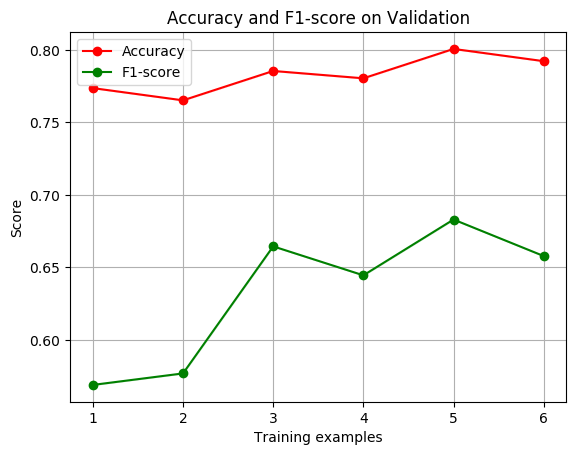 Accuracy and F1-score on Validation
Accuracy
F1-score
0.80
0.75
0.70
0.65
0.60
Score
1 2 3 4 5 6
Training examples